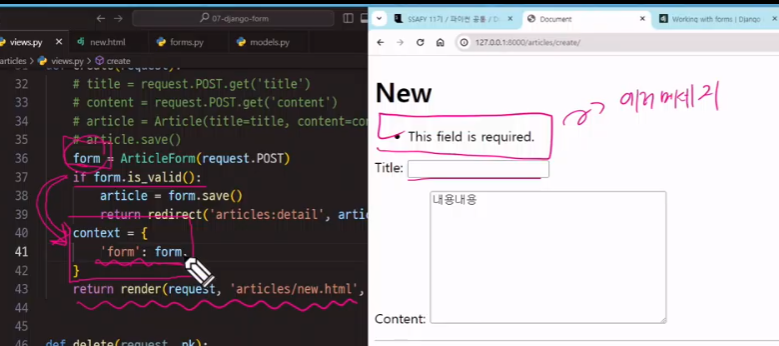 07-django-form
views.py
new.html
forms.py
models.py
articles > views.py > create
32 # title = request.POST.get('title')
33 # content = request.POST.get('content')
34 # article = Article(title=title, content=con
35 # article.save()
36 form = ArticleForm(request.POST)
37 if form.is_valid():
38 article = form.save()
39 return redirect('articles:detail', artic
40 context = {
41 'form': form.
42 }
43 return render(request, 'articles/new.html',
44
45
46 def delete(request, pk):
SSAFY 11기 / 파이썬 공통 / D
Document
Working with forms | Django
127.0.0.1:8000/articles/create/
New
This field is required.
에러 메세지
Title:
내용내용
Content: